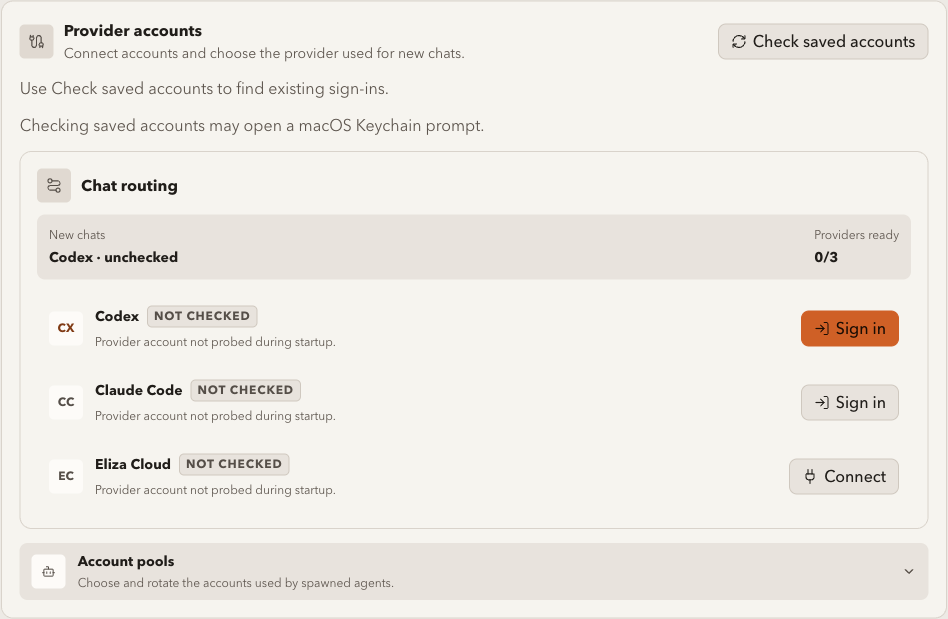 Provider accounts
Connect accounts and choose the provider used for new chats.
Check saved accounts
Use Check saved accounts to find existing sign-ins.
Checking saved accounts may open a macOS Keychain prompt.
Chat routing
New chats
Codex · unchecked
Providers ready
0/3
CX
Codex NOT CHECKED
Provider account not probed during startup.
Sign in
CC
Claude Code NOT CHECKED
Provider account not probed during startup.
Sign in
EC
Eliza Cloud NOT CHECKED
Provider account not probed during startup.
Connect
Account pools
Choose and rotate the accounts used by spawned agents.